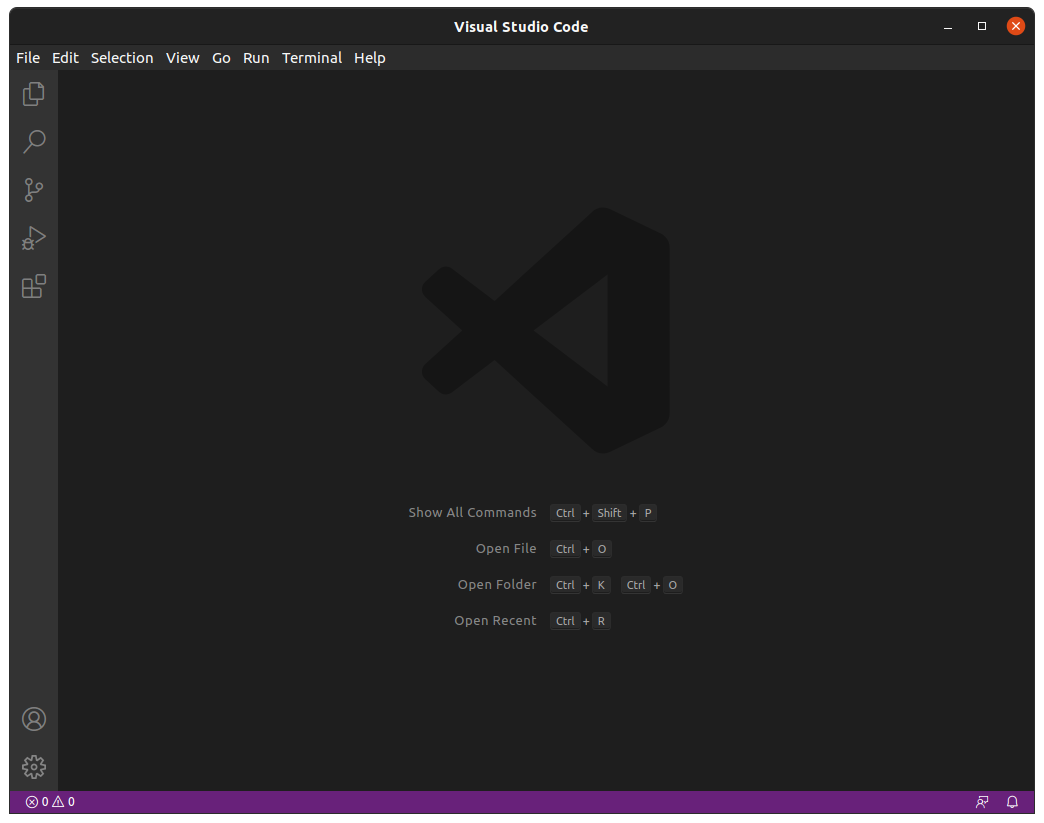 Visual Studio Code
File Edit Selection View Go Run Terminal Help
Show All Commands Ctrl + Shift + P
Open File Ctrl + O
Open Folder Ctrl + K Ctrl + O
Open Recent Ctrl + R
0 0